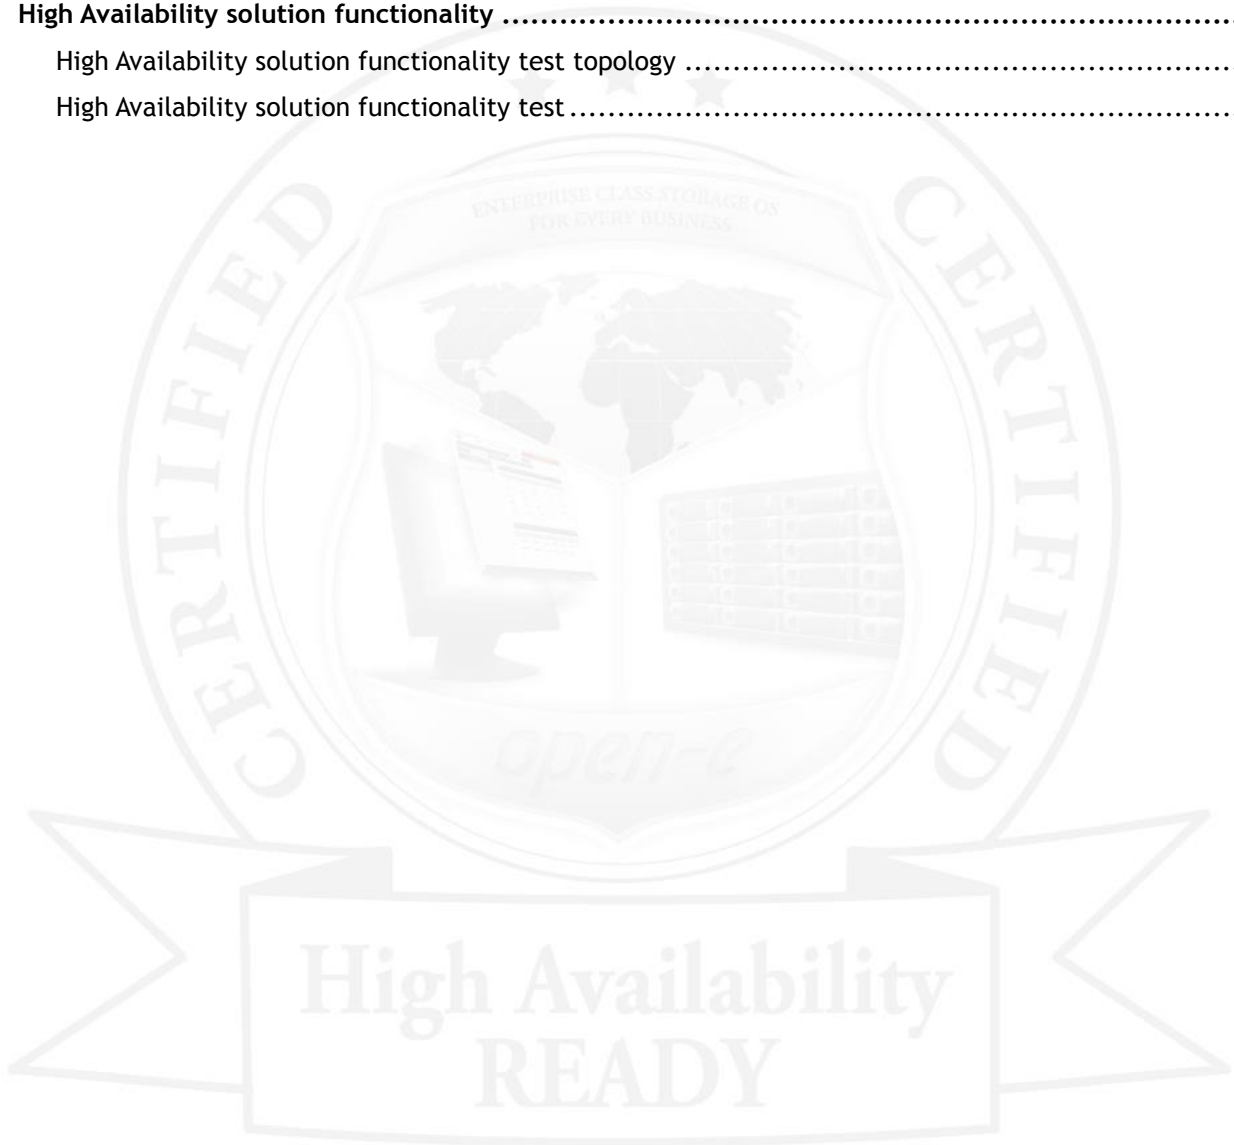 High Availability solution functionality ................................................................................................
High Availability solution functionality test topology ................................................................
High Availability solution functionality test ................................................................................
ENTERPRISE CLASS STORAGE OS
FOR EVERY BUSINESS
CERTIFIED
CERTIFIED
open-e
High Availability
READY